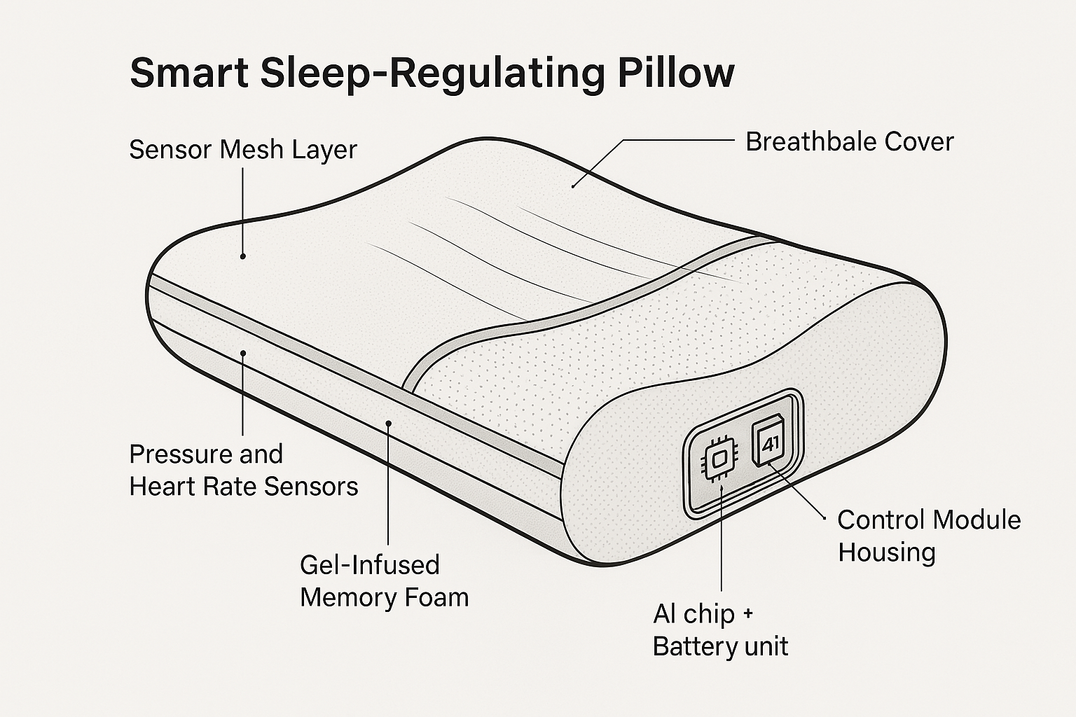 Smart Sleep-Regulating Pillow
Sensor Mesh Layer
Breathbale Cover
Pressure and
Heart Rate Sensors
Gel-Infused
Memory Foam
41
Control Module
Housing
AI chip +
Battery unit